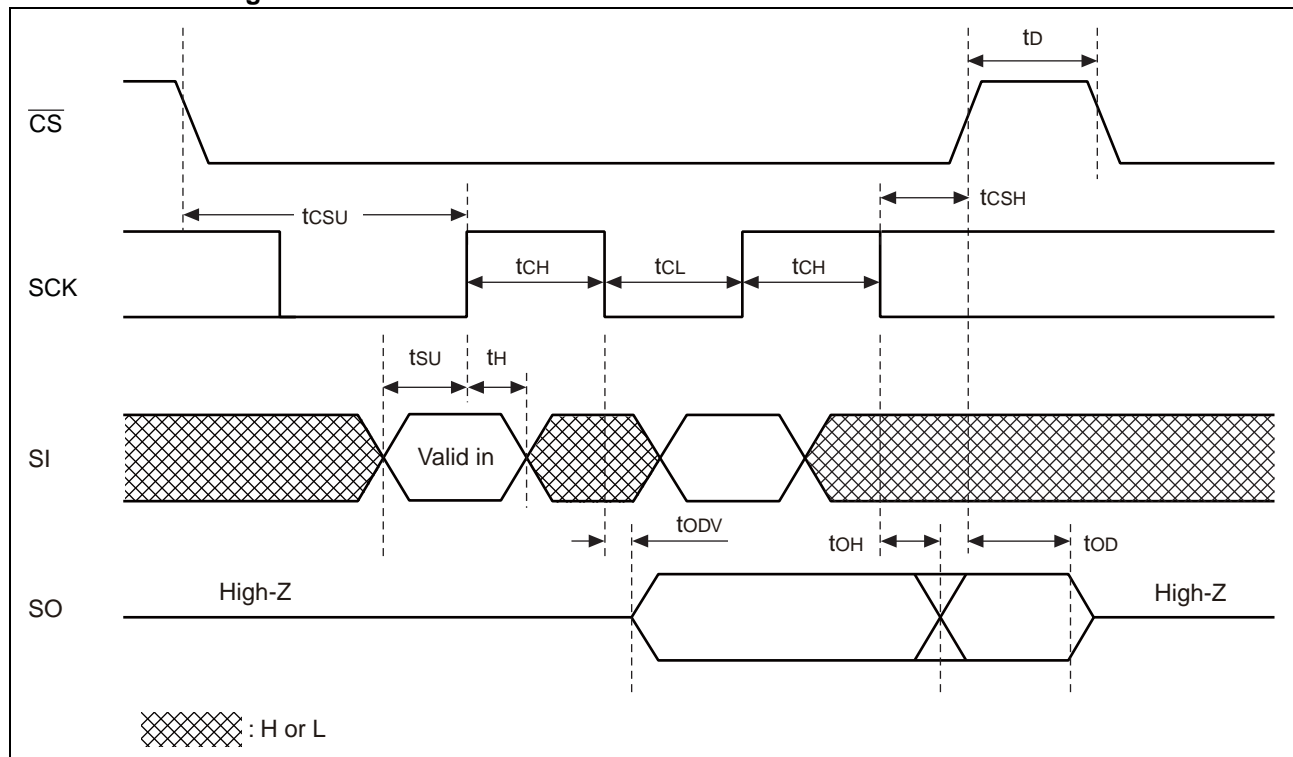 tD
CS
tCSH
tCSU
SCK
tCH
tCL
tCH
tSU
tH
SI
Valid in
tODV
tOH
tOD
SO
High-Z
High-Z
: H or L